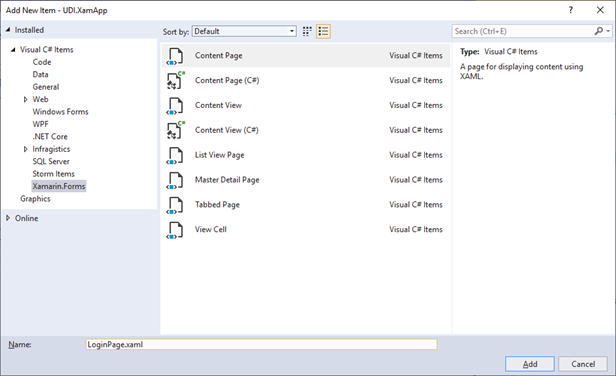 Add New Item - UDI.XamApp
Installed
Sort by: Default
Search (Ctrl+E)
Visual C# Items
Code
Data
General
Web
Windows Forms
WPF
.NET Core
Infragistics
SQL Server
Storm Items
Xamarin.Forms
Graphics
Online
Content Page Visual C# Items
Content Page (C#) Visual C# Items
Content View Visual C# Items
Content View (C#) Visual C# Items
List View Page Visual C# Items
Master Detail Page Visual C# Items
Tabbed Page Visual C# Items
View Cell Visual C# Items
Type: Visual C# Items
A page for displaying content using
XAML.
Name: LoginPage.xaml
Add Cancel